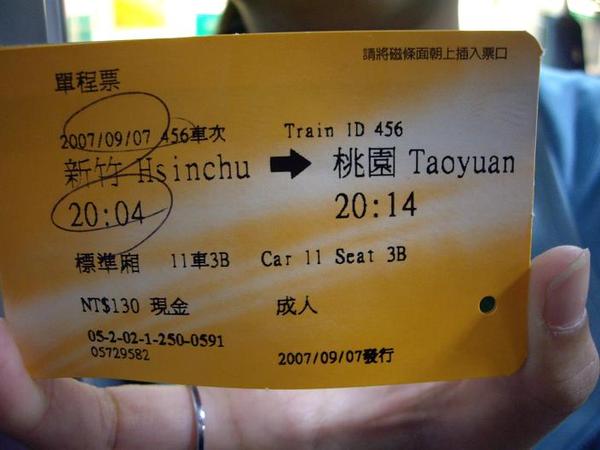 請將磁條面朝上插入票口
單程票
2007/09/07 456車次 Train ID 456
新竹 Hsinchu → 桃園 Taoyuan
20:04 20:14
標準廂 11車3B Car 11 Seat 3B
NT$130 現金 成人
05-2-02-1-250-0591
05729582 2007/09/07發行